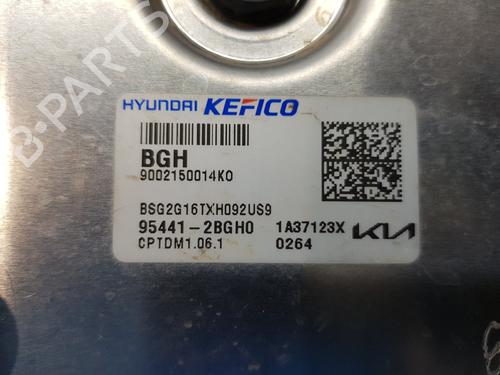 HYUNDAI KEFICO
BGH
9002150014K0
BSG2G16TXH092US9
95441-2BGH0 1A37123X KIA
CPTDM1.06.1 0264
B-PARTS